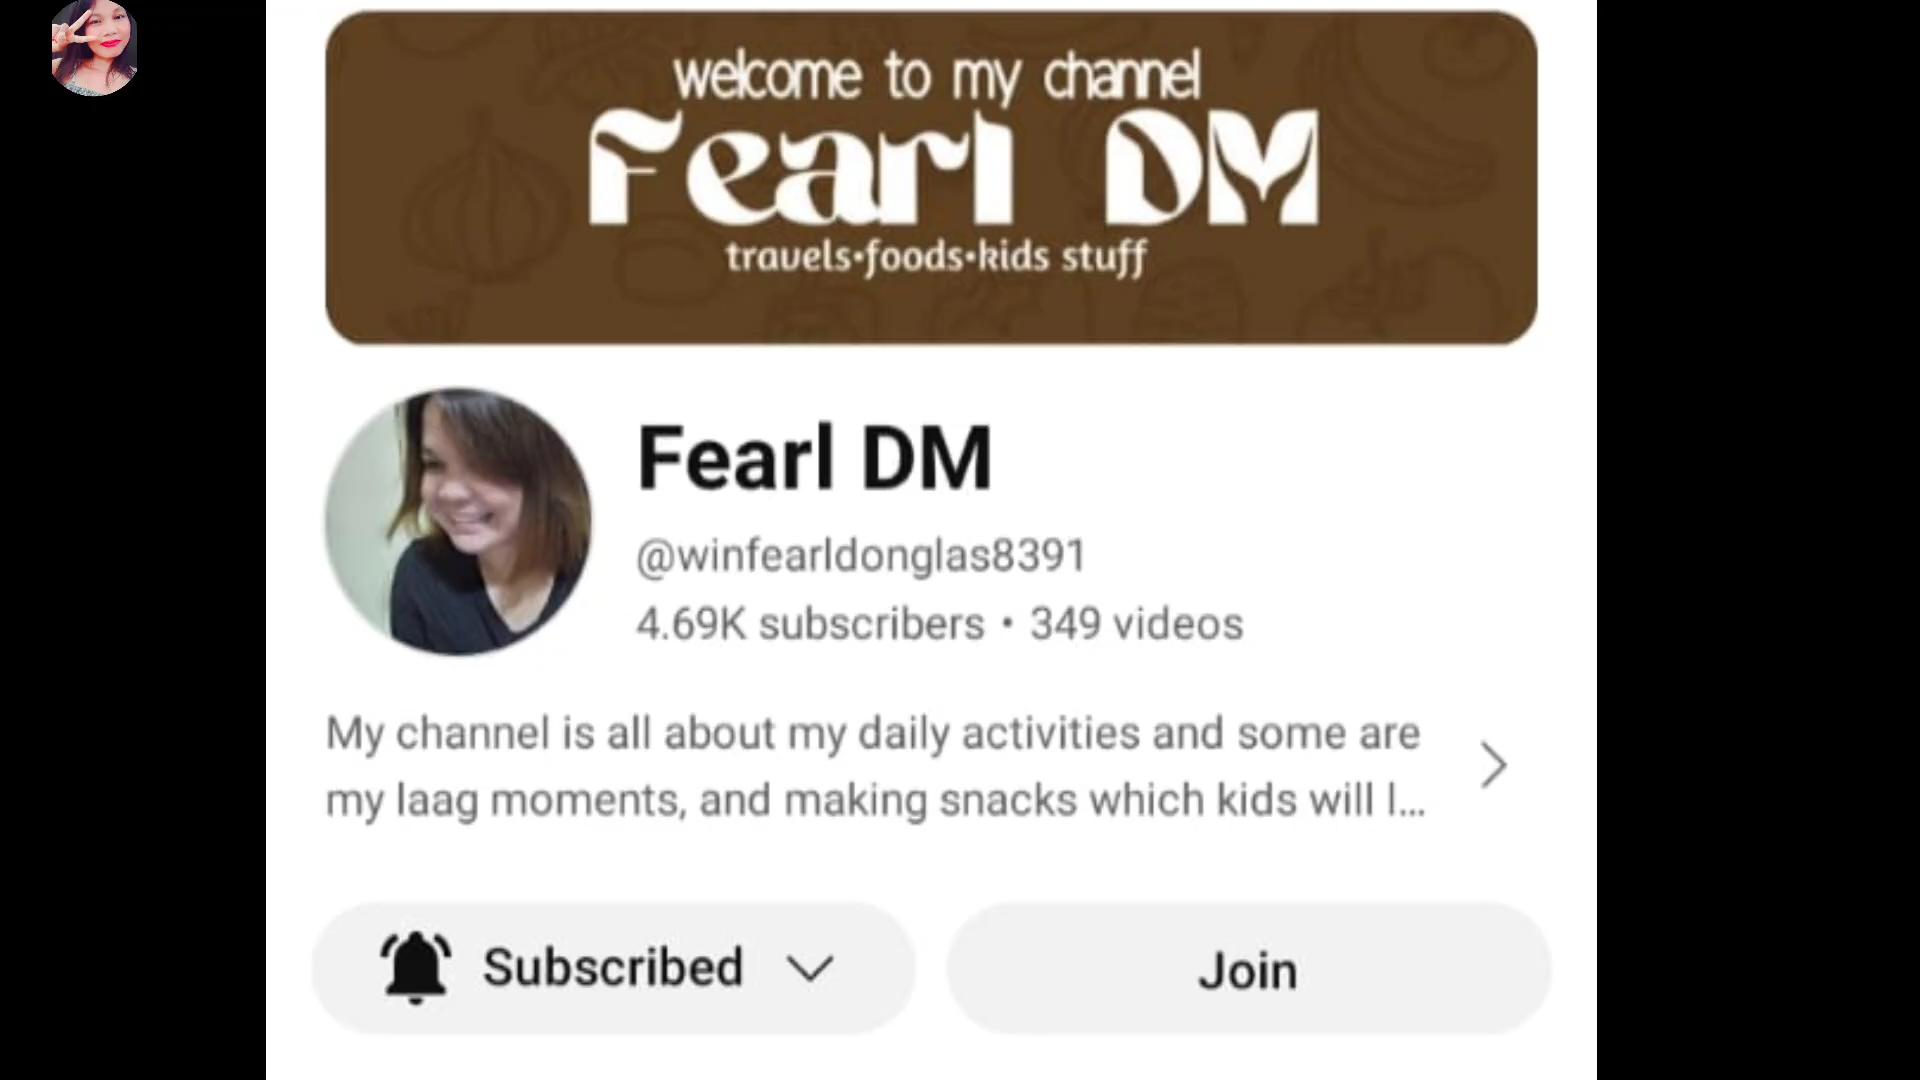 welcome to my channel
Fearl DM
travels•foods•kids stuff
Fearl DM
@winfearldonglas8391
4.69K subscribers • 349 videos
My channel is all about my daily activities and some are
my laag moments, and making snacks which kids will l...
Subscribed
Join